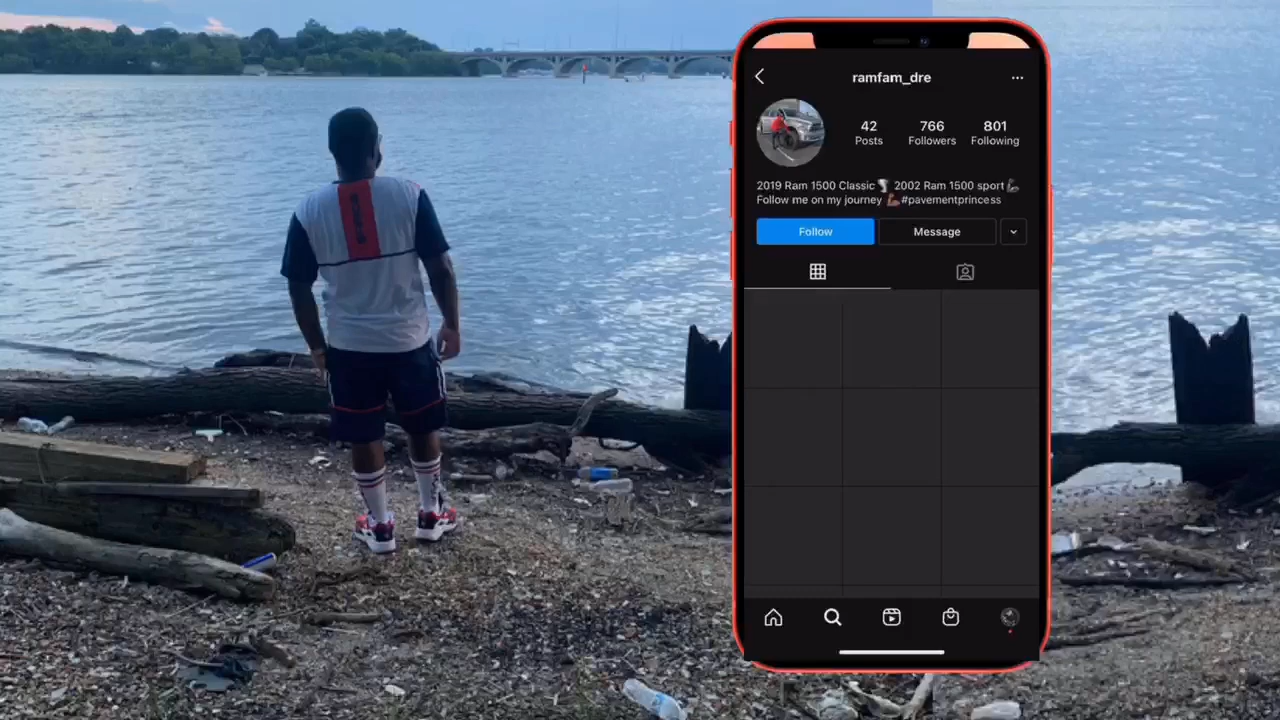 ramfam_dre
42
766
801
Posts
Followers
Following
2019 Ram 1500 Classic🌪️ 2002 Ram 1500 sport🦾
Follow me on my journey 💪🏾#pavementprincess
Follow
Message